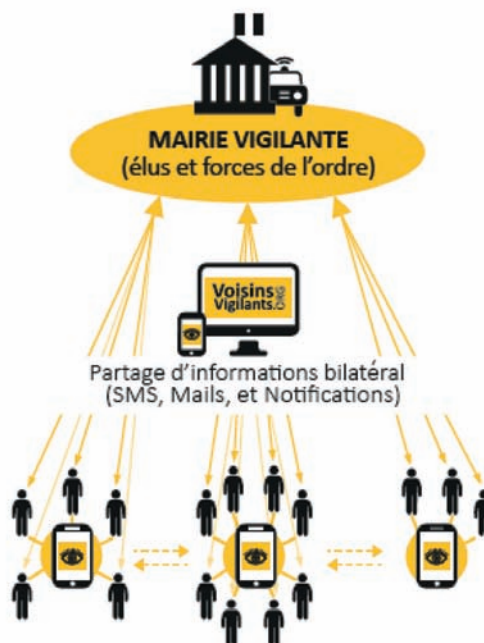 MAIRIE VIGILANTE
(élus et forces de l'ordre)
Voisins
Vigilants.ORG
Partage d'informations bilatéral
(SMS, Mails, et Notifications)